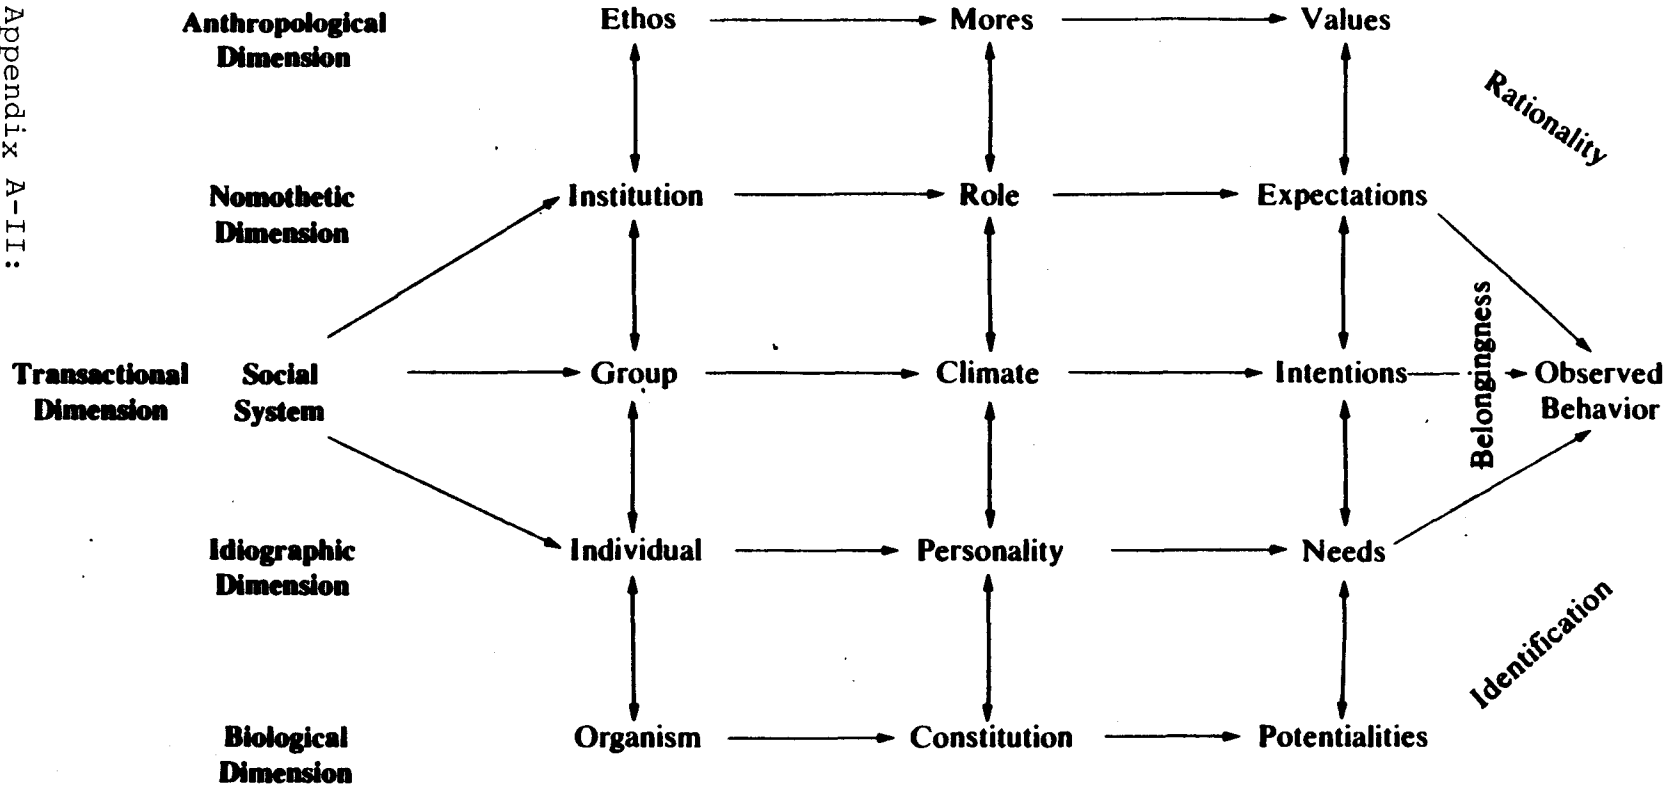 Appendix A-II:
Anthropological
Dimension
Ethos
Mores
Values
Rationality
Nomothetic
Dimension
Institution
Role
Expectations
Transactional
Dimension
Social
System
Group
Climate
Intentions
Belongingness
Observed
Behavior
Idiographic
Dimension
Individual
Personality
Needs
Identification
Biological
Dimension
Organism
Constitution
Potentialities